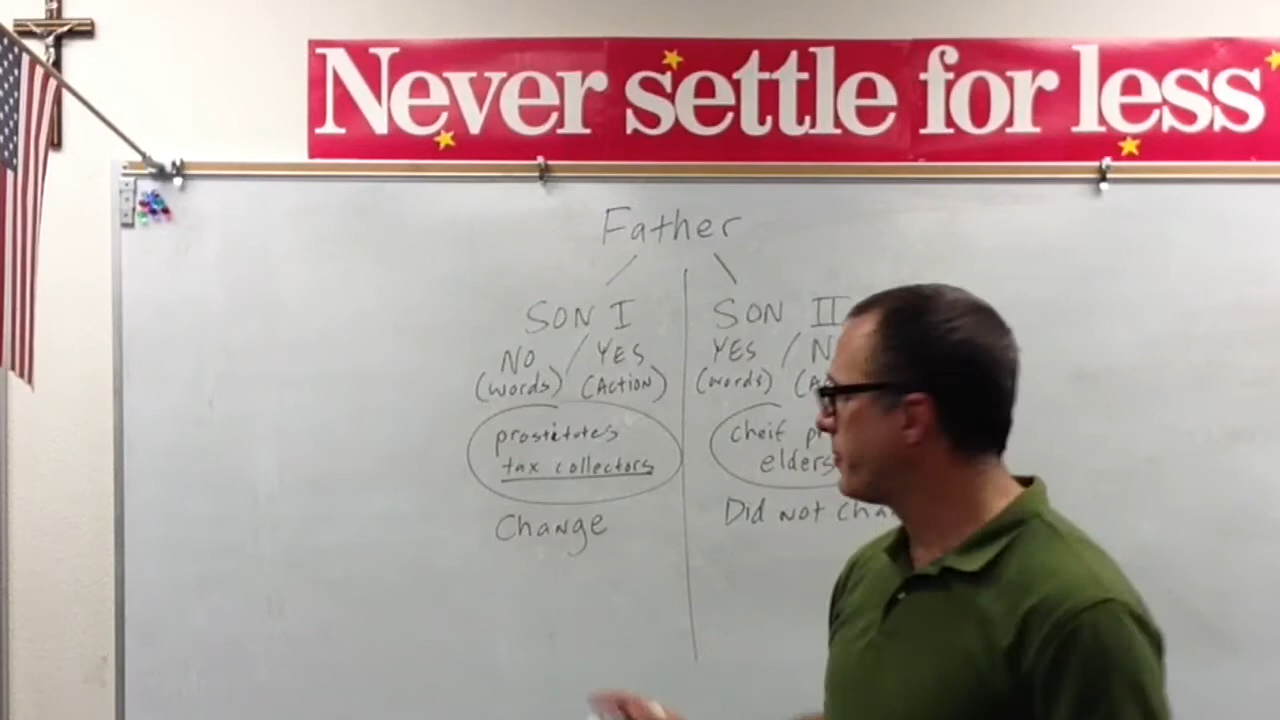 Never settle for less
Father
SON I
SON II
NO / YES
YES / N
(words) (Action)
(words) (A
prostitutes
tax collectors
cheif p
elders
Change
Did not cha